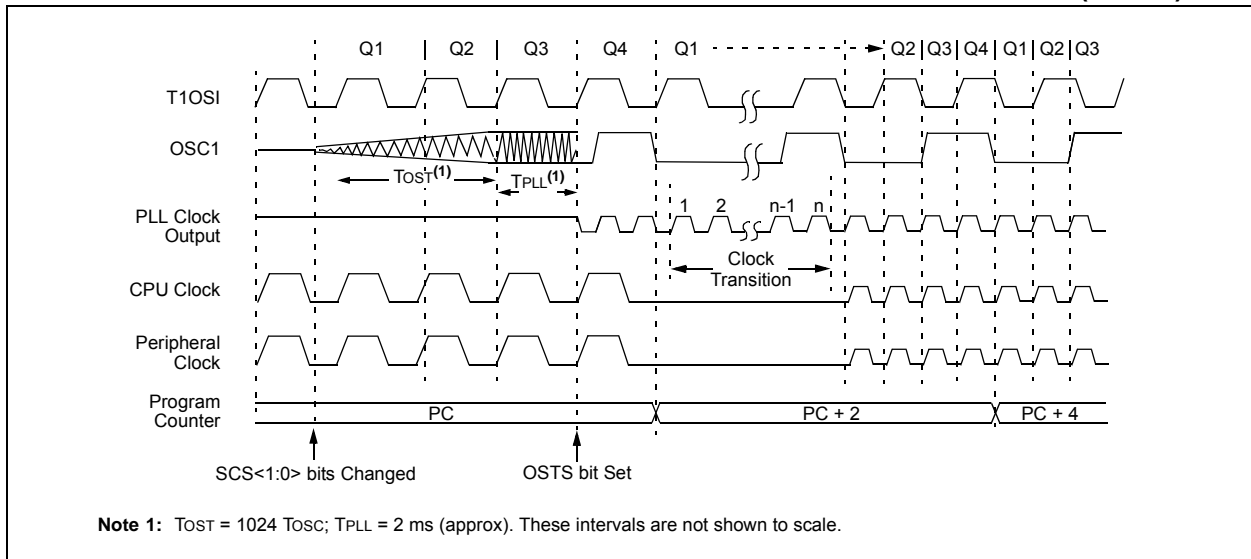 Q1 Q2 Q3 Q4 Q1 Q2 Q3 Q4 Q1 Q2 Q3
T1OSI
OSC1
TOST(1) TPLL(1)
1 2 n-1 n
PLL Clock
Output
Clock
Transition
CPU Clock
Peripheral
Clock
Program
Counter
PC PC + 2 PC + 4
SCS<1:0> bits Changed OSTS bit Set
Note 1: TOST = 1024 TOSC; TPLL = 2 ms (approx). These intervals are not shown to scale.